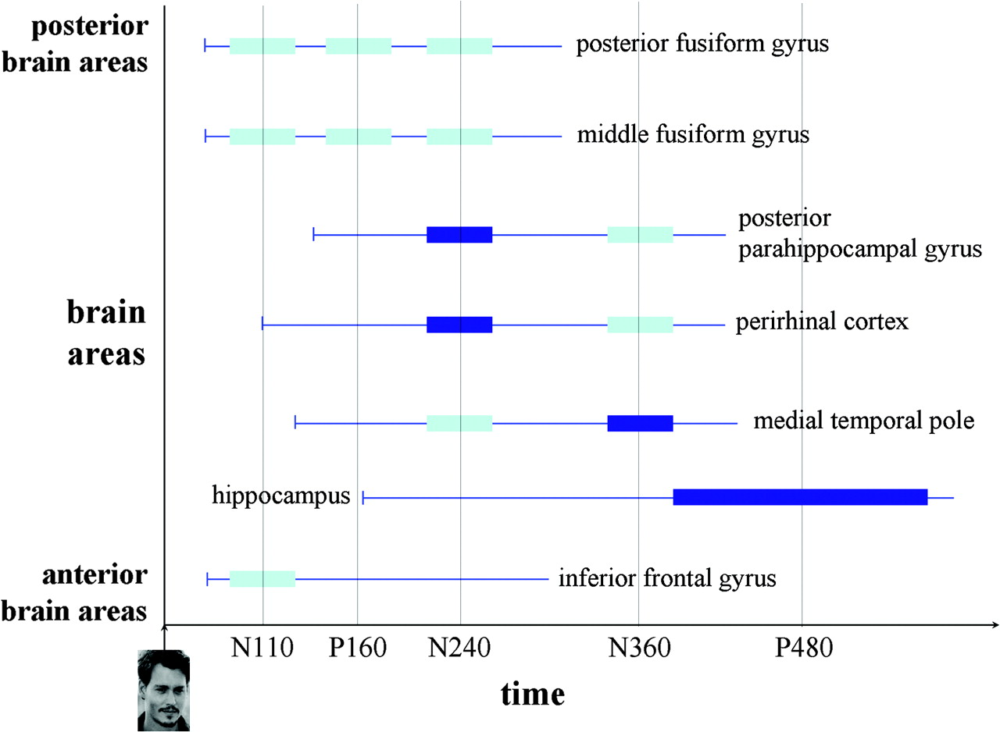 posterior
brain areas
posterior fusiform gyrus
middle fusiform gyrus
posterior
parahippocampal gyrus
brain
areas
perirhinal cortex
medial temporal pole
hippocampus
anterior
brain areas
inferior frontal gyrus
N110 P160 N240 N360 P480
time